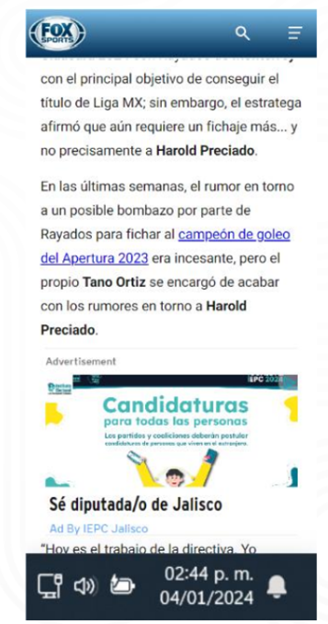 FOX
SPORTS
con el principal objetivo de conseguir el
título de Liga MX; sin embargo, el estratega
afirmó que aún requiere un fichaje más... y
no precisamente a Harold Preciado.
En las últimas semanas, el rumor en torno
a un posible bombazo por parte de
Rayados para fichar al campeón de goleo
del Apertura 2023 era incesante, pero el
propio Tano Ortiz se encargó de acabar
con los rumores en torno a Harold
Preciado.
Advertisement
IEPC
Candidaturas
para todas las personas
Los partidos y coaliciones deberán postular
candidaturas de personas que viven en el extranjero.
Sé diputada/o de Jalisco
Ad By IEPC Jalisco
“Hoy es el trabajo de la directiva. Yo
02:44 p. m.
04/01/2024